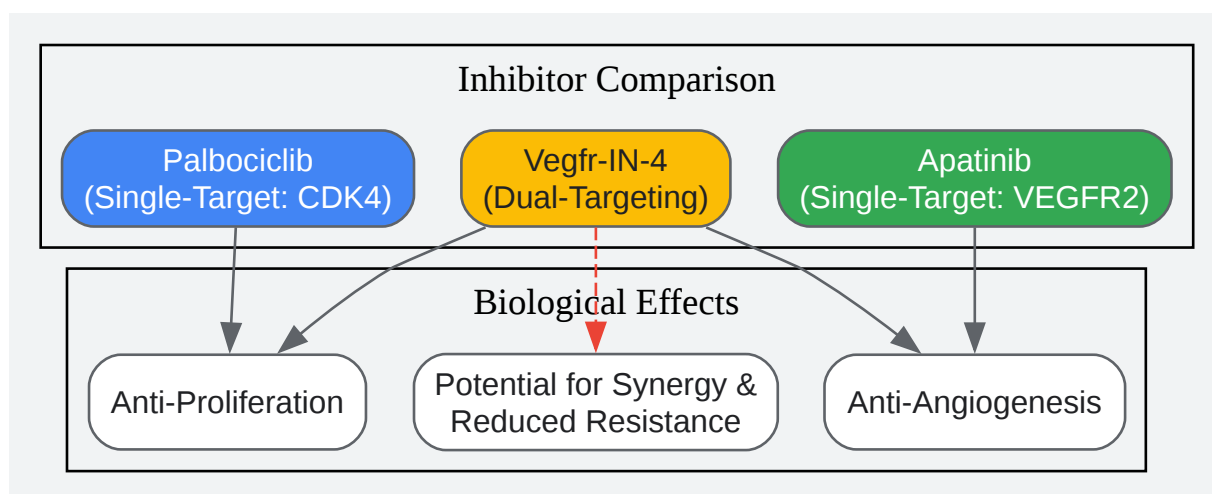 Inhibitor Comparison
Palbociclib
(Single-Target: CDK4)
Vegfr-IN-4
(Dual-Targeting)
Apatinib
(Single-Target: VEGFR2)
Biological Effects
Anti-Proliferation
Potential for Synergy &
Reduced Resistance
Anti-Angiogenesis